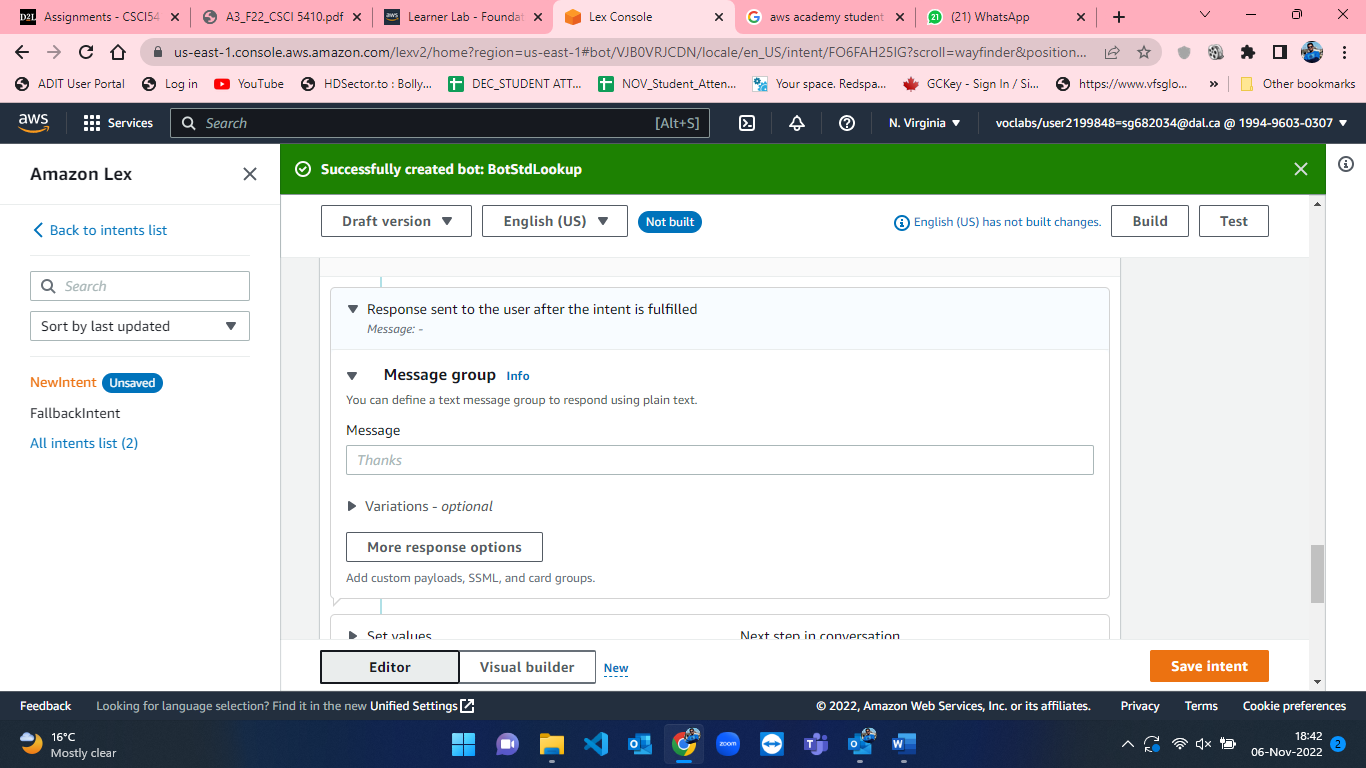 Assignments - CSCI54
A3_F22_CSCI 5410.pdf
Learner Lab - Foundat
Lex Console
aws academy student
(21) WhatsApp
us-east-1.console.aws.amazon.com/lexv2/home?region=us-east-1#bot/VJB0VRJCDN/locale/en_US/intent/FO6FAH25IG?scroll=wayfinder&position...
ADIT User Portal
Log in
YouTube
HDSector.to : Bolly...
DEC_STUDENT ATT...
NOV_Student_Atten...
Your space. Redspa...
GCKey - Sign In / Si...
https://www.vfsglo...
»
Other bookmarks
aws
Services
Search
[Alt+S]
N. Virginia
voclabs/user2199848=sg682034@dal.ca @ 1994-9603-0307
Amazon Lex
Successfully created bot: BotStdLookup
Back to intents list
Draft version
English (US)
Not built
English (US) has not built changes.
Build
Test
Search
Sort by last updated
NewIntent
Unsaved
FallbackIntent
All intents list (2)
Response sent to the user after the intent is fulfilled
Message: -
Message group
Info
You can define a text message group to respond using plain text.
Message
Thanks
Variations - optional
More response options
Add custom payloads, SSML, and card groups.
Set values
Next step in conversation
Editor
Visual builder
New
Save intent
Feedback
Looking for language selection? Find it in the new Unified Settings
© 2022, Amazon Web Services, Inc. or its affiliates.
Privacy
Terms
Cookie preferences
16°C
Mostly clear
zoom
18:42
06-Nov-2022
2